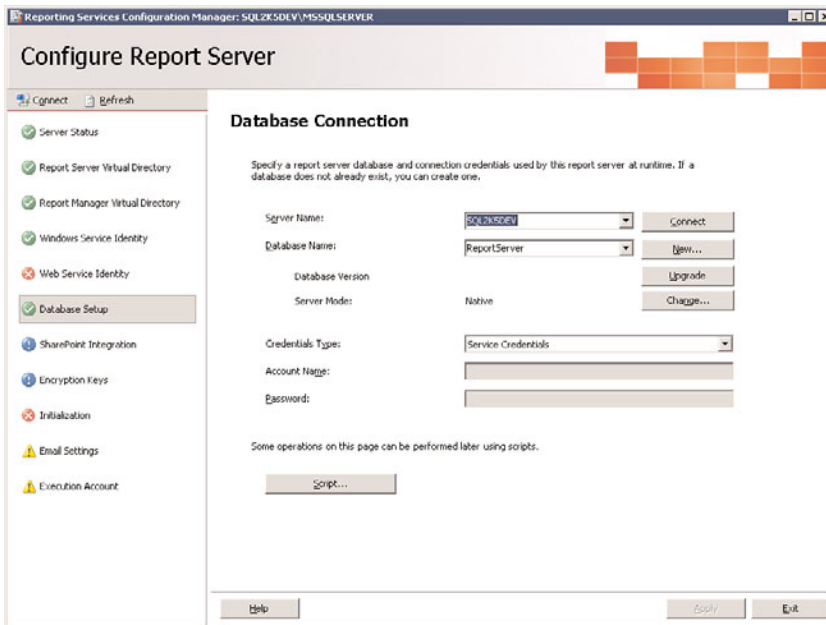 Reporting Services Configuration Manager: SQL2K5DEV\MSSQLSERVER
Configure Report Server
Connect Refresh
Server Status
Report Server Virtual Directory
Report Manager Virtual Directory
Windows Service Identity
Web Service Identity
Database Setup
SharePoint Integration
Encryption Keys
Initialization
Email Settings
Execution Account
Database Connection
Specify a report server database and connection credentials used by this report server at runtime. If a
database does not already exist, you can create one.
Server Name: SQL2K5DEV Connect
Database Name: ReportServer New...
Database Version Upgrade
Server Mode: Native Change...
Credentials Type: Service Credentials
Account Name:
Password:
Some operations on this page can be performed later using scripts.
Script...
Help Apply Exit